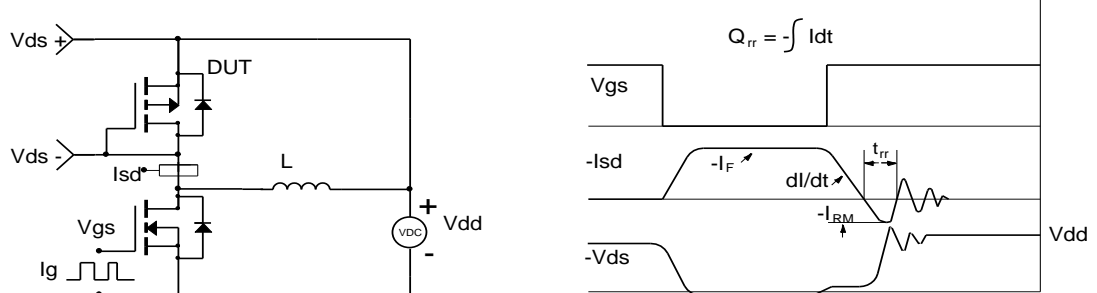 Vds +
DUT
Vds -
Isd
L
Vgs
Ig
+
VDC
Vdd
-
Qrr = -∫ Idt
Vgs
-Isd
-IF
dI/dt
trr
-IRM
-Vds
Vdd